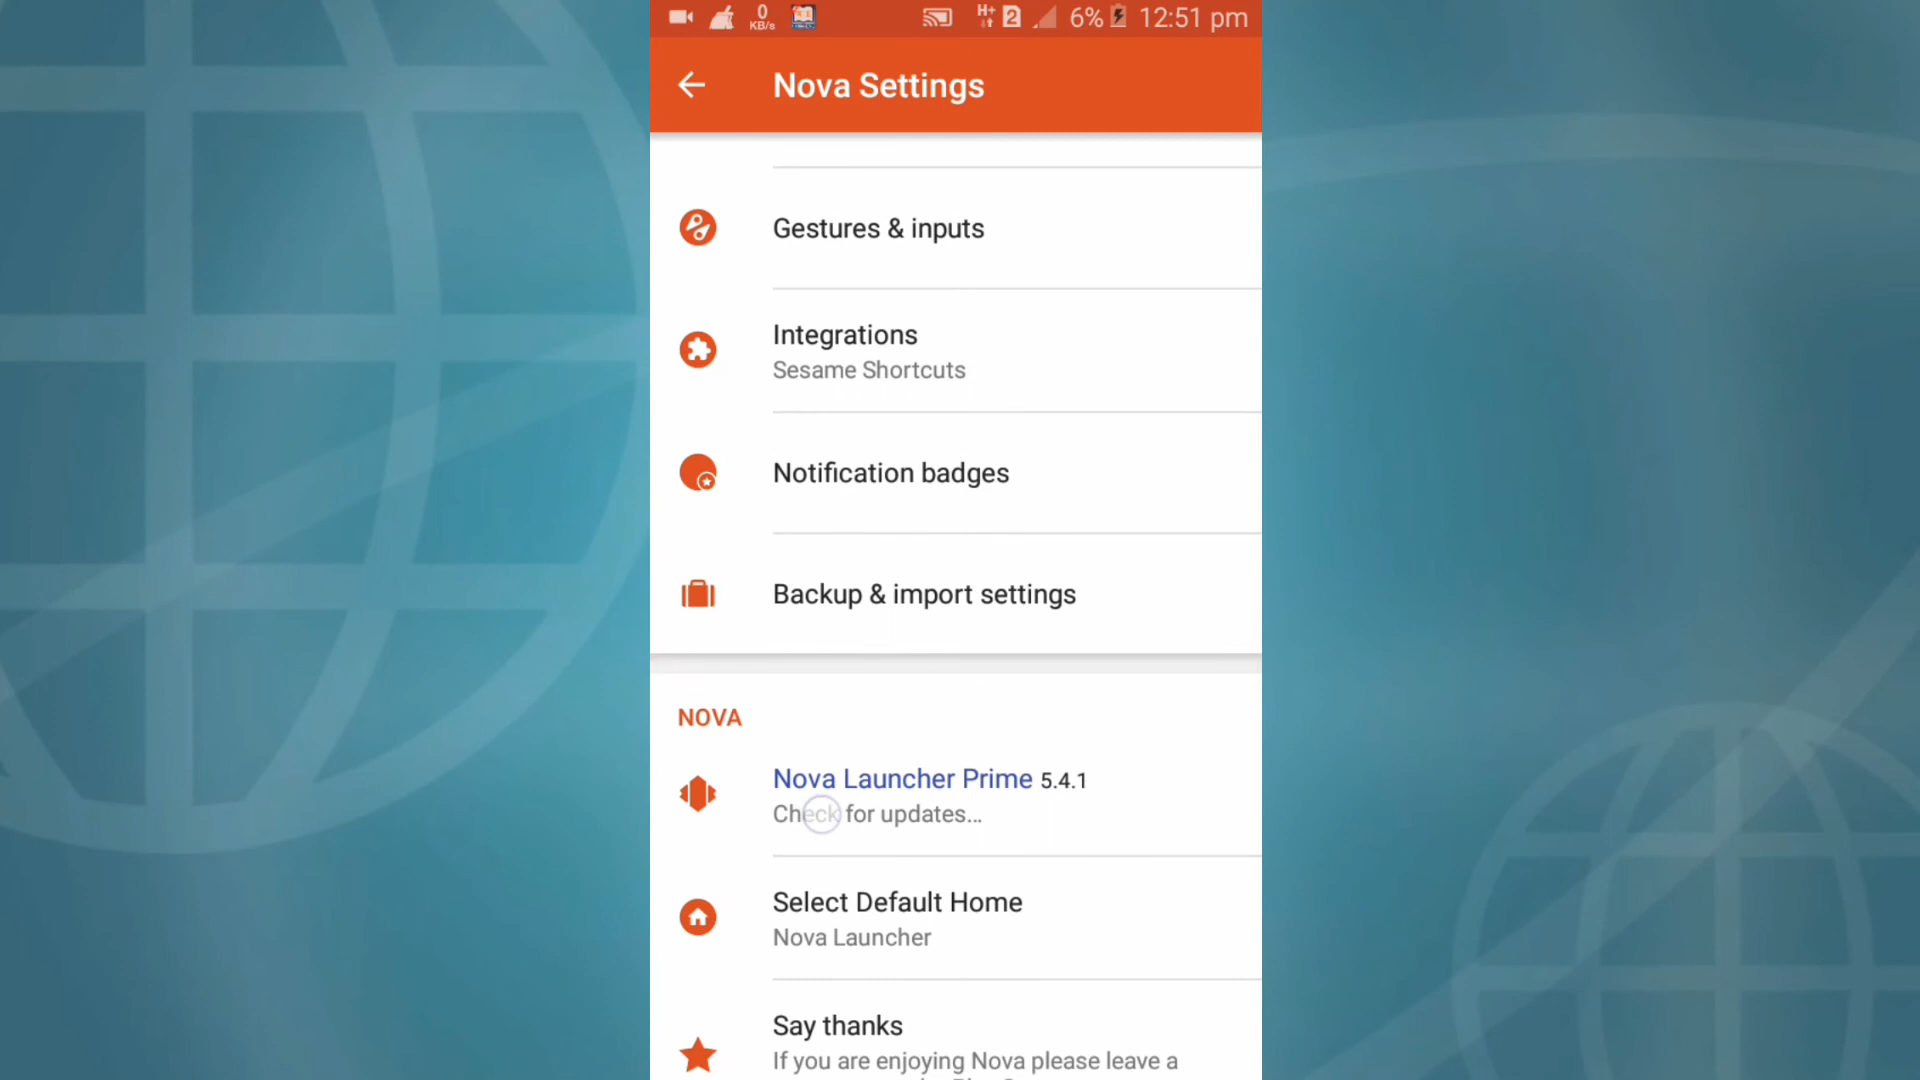 0 KB/s H+ 2 6% 12:51 pm
Nova Settings
Gestures & inputs
Integrations
Sesame Shortcuts
Notification badges
Backup & import settings
NOVA
Nova Launcher Prime 5.4.1
Check for updates...
Select Default Home
Nova Launcher
Say thanks
If you are enjoying Nova please leave a